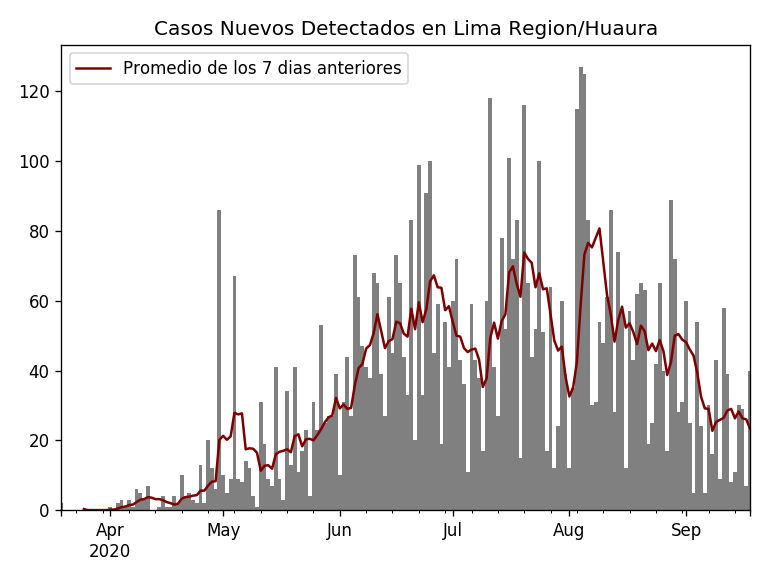 Casos Nuevos Detectados en Lima Region/Huaura
Promedio de los 7 dias anteriores
120
100
80
60
40
20
0
Apr May Jun Jul Aug Sep
2020